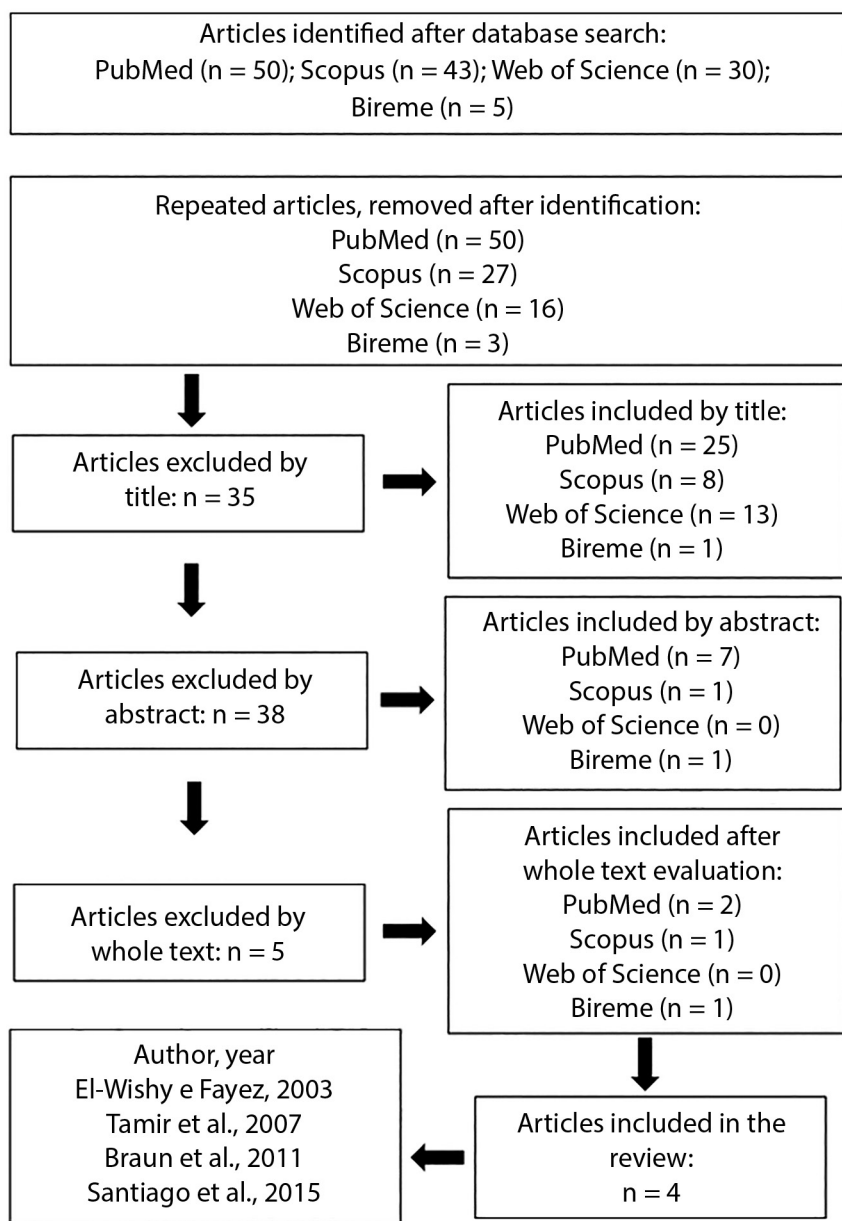 Articles identified after database search:
PubMed (n = 50); Scopus (n = 43); Web of Science (n = 30);
Bireme (n = 5)
Repeated articles, removed after identification:
PubMed (n = 50)
Scopus (n = 27)
Web of Science (n = 16)
Bireme (n = 3)
Articles excluded by
title: n = 35
Articles included by title:
PubMed (n = 25)
Scopus (n = 8)
Web of Science (n = 13)
Bireme (n = 1)
Articles excluded by
abstract: n = 38
Articles included by abstract:
PubMed (n = 7)
Scopus (n = 1)
Web of Science (n = 0)
Bireme (n = 1)
Articles excluded by
whole text: n = 5
Articles included after
whole text evaluation:
PubMed (n = 2)
Scopus (n = 1)
Web of Science (n = 0)
Bireme (n = 1)
Articles included in the
review:
n = 4
Author, year
El-Wishy e Fayez, 2003
Tamir et al., 2007
Braun et al., 2011
Santiago et al., 2015